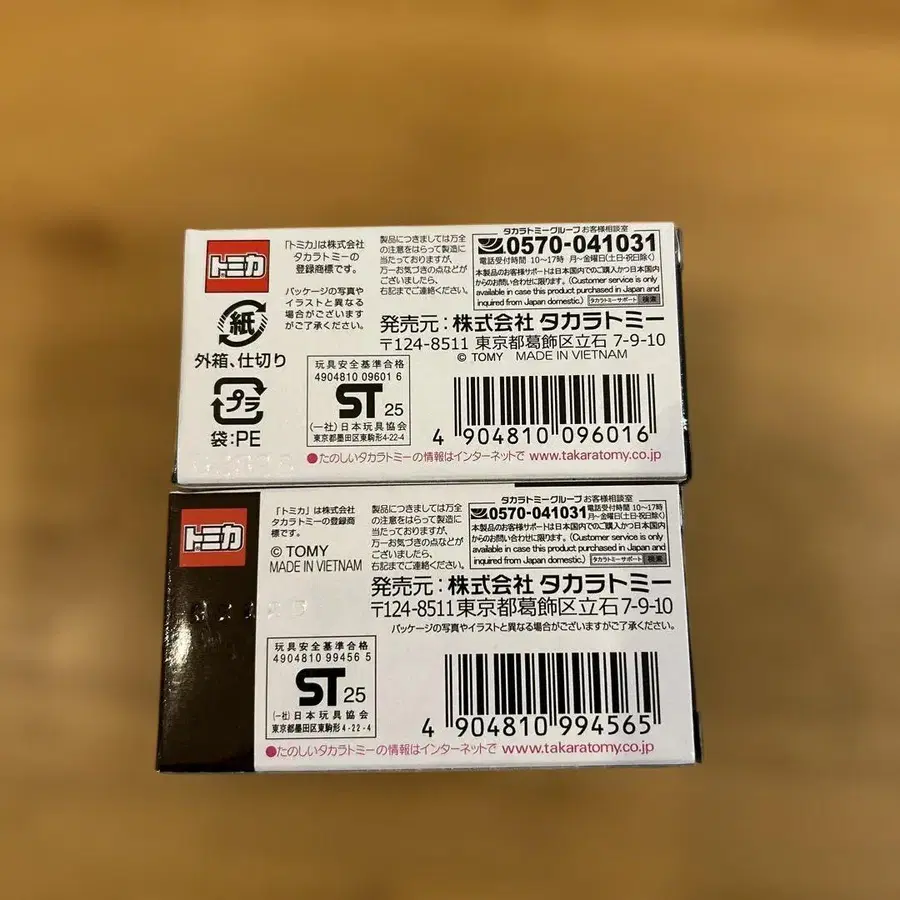 トミカ
「トミカ」は株式会社
タカラトミーの
登録商標です。
パッケージの写真や
イラストと異なる
場合がございます
がご了承ください。
紙
外箱、仕切り
プラ
袋:PE
製品につきましては万全
の注意をはらって製造に
当たっておりますが、
万一お気づきの点などが
ございましたら、
右記までご連絡ください。
タカラトミーグループ お客様相談室
0570-041031
電話受付時間 10～17時 月～金曜日(土日・祝日除く)
本製品のお客様サポートは日本国内でのご購入かつ日本国内
からのお問い合わせに限ります。(Customer service is only
available in case this product purchased in Japan and
inquired from Japan domestic.) タカラトミーサポート 検索
発売元:株式会社 タカラトミー
〒124-8511 東京都葛飾区立石 7-9-10
© TOMY MADE IN VIETNAM
玩具安全基準合格
4904810 09601 6
ST 25
(一社)日本玩具協会
東京都墨田区東駒形4-22-4
4 904810 096016
●たのしいタカラトミーの情報はインターネットで www.takaratomy.co.jp
トミカ
「トミカ」は株式会社
タカラトミーの登録商
標です。
© TOMY
MADE IN VIETNAM
製品につきましては万全
の注意をはらって製造に
当たっておりますが、
万一お気づきの点などが
ございましたら、
右記までご連絡ください。
タカラトミーグループ お客様相談室
0570-041031 電話受付時間 10～17時
月～金曜日(土日・祝日除く)
本製品のお客様サポートは日本国内でのご購入かつ日本国内
からのお問い合わせに限ります。(Customer service is only
available in case this product purchased in Japan and
inquired from Japan domestic.) タカラトミーサポート 検索
発売元:株式会社 タカラトミー
〒124-8511 東京都葛飾区立石 7-9-10
パッケージの写真やイラストと異なる場合がございますがご了承ください。
玩具安全基準合格
4904810 99456 5
ST 25
(一社)日本玩具協会
東京都墨田区東駒形4-22-4
4 904810 994565
●たのしいタカラトミーの情報はインターネットで www.takaratomy.co.jp